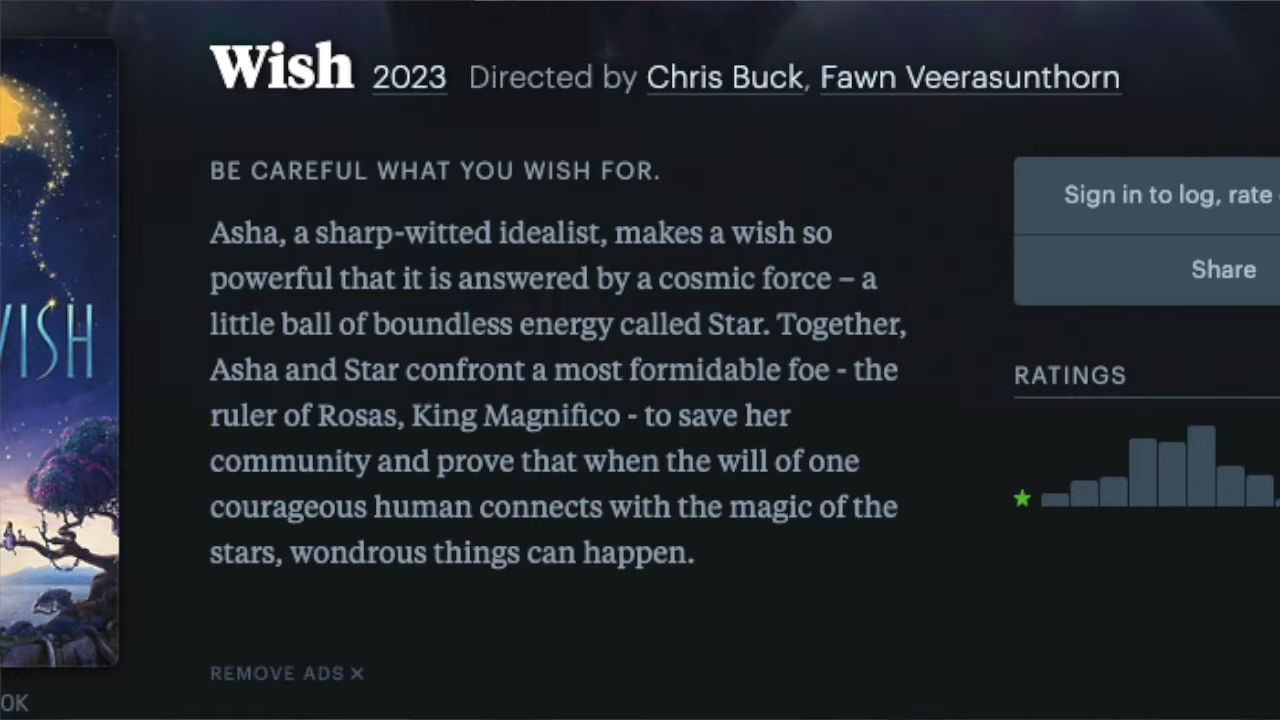 Wish 2023 Directed by Chris Buck, Fawn Veerasunthorn
BE CAREFUL WHAT YOU WISH FOR.
Asha, a sharp-witted idealist, makes a wish so
powerful that it is answered by a cosmic force – a
little ball of boundless energy called Star. Together,
Asha and Star confront a most formidable foe - the
ruler of Rosas, King Magnifico - to save her
community and prove that when the will of one
courageous human connects with the magic of the
stars, wondrous things can happen.
REMOVE ADS ×
Sign in to log, rate
Share
RATINGS
WISH
0K